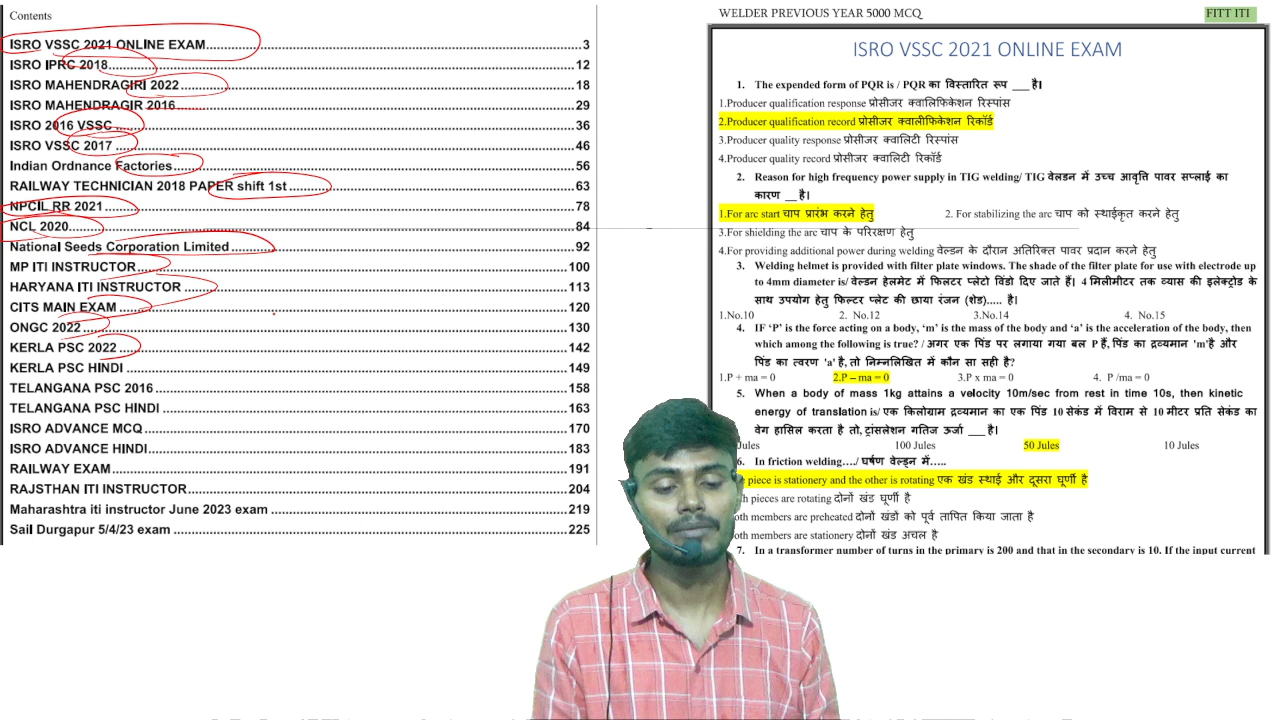 Contents
ISRO VSSC 2021 ONLINE EXAM 3
ISRO IPRC 2018 12
ISRO MAHENDRAGIRI 2022 18
ISRO MAHENDRAGIR 2016 29
ISRO 2016 VSSC 36
ISRO VSSC 2017 46
Indian Ordnance Factories 56
RAILWAY TECHNICIAN 2018 PAPER shift 1st 63
NPCIL RR 2021 78
NCL 2020 84
National Seeds Corporation Limited 92
MP ITI INSTRUCTOR 100
HARYANA ITI INSTRUCTOR 113
CITS MAIN EXAM 120
ONGC 2022 130
KERLA PSC 2022 142
KERLA PSC HINDI 149
TELANGANA PSC 2016 158
TELANGANA PSC HINDI 163
ISRO ADVANCE MCQ 170
ISRO ADVANCE HINDI 183
RAILWAY EXAM 191
RAJSTHAN ITI INSTRUCTOR 204
Maharashtra iti instructor June 2023 exam 219
Sail Durgapur 5/4/23 exam 225
WELDER PREVIOUS YEAR 5000 MCQ FITT ITI
ISRO VSSC 2021 ONLINE EXAM
1. The expended form of PQR is / PQR का विस्तारित रूप ___ है।
1.Producer qualification response प्रोसीजर क्वालिफिकेशन रिस्पांस
2.Producer qualification record प्रोसीजर क्वालीफिकेशन रिकॉर्ड
3.Producer quality response प्रोसीजर क्वालिटी रिस्पांस
4.Producer quality record प्रोसीजर क्वालिटी रिकॉर्ड
2. Reason for high frequency power supply in TIG welding/ TIG वेलडन में उच्च आवृत्ति पावर सप्लाई का
कारण __ है।
1.For arc start चाप प्रारंभ करने हेतु 2. For stabilizing the arc चाप को स्थाईकृत करने हेतु
3.For shielding the arc चाप के परिरक्षण हेतु
4.For providing additional power during welding वेल्डन के दौरान अतिरिक्त पावर प्रदान करने हेतु
3. Welding helmet is provided with filter plate windows. The shade of the filter plate for use with electrode up
to 4mm diameter is/ वेल्डन हेलमेट में फिलटर प्लेटो विंडो दिए जाते हैं। 4 मिलीमीटर तक व्यास की इलेक्ट्रोड के
साथ उपयोग हेतु फिल्टर प्लेट की छाया रंजन (शेड)..... है।
1.No.10 2. No.12 3.No.14 4. No.15
4. IF ‘P’ is the force acting on a body, ‘m’ is the mass of the body and ‘a’ is the acceleration of the body, then
which among the following is true? / अगर एक पिंड पर लगाया गया बल P हैं, पिंड का द्रव्यमान 'm'है और
पिंड का त्वरण 'a' है, तो निम्नलिखित में कौन सा सही है?
1.P + ma = 0 2.P – ma = 0 3.P x ma = 0 4. P /ma = 0
5. When a body of mass 1kg attains a velocity 10m/sec from rest in time 10s, then kinetic
energy of translation is/ एक किलोग्राम द्रव्यमान का एक पिंड 10 सेकंड में विराम से 10 मीटर प्रति सेकंड का
वेग हासिल करता है तो, ट्रांसलेशन गतिज ऊर्जा ___ है।
Jules 100 Jules 50 Jules 10 Jules
6. In friction welding…./ घर्षण वेल्ड्न में…..
piece is stationery and the other is rotating एक खंड स्थाई और दूसरा घूर्णी है
pieces are rotating दोनों खंड घूर्णी है
members are preheated दोनों खंडों को पूर्व तापित किया जाता है
members are stationery दोनों खंड अचल है
7. In a transformer number of turns in the primary is 200 and that in the secondary is 10. If the input current